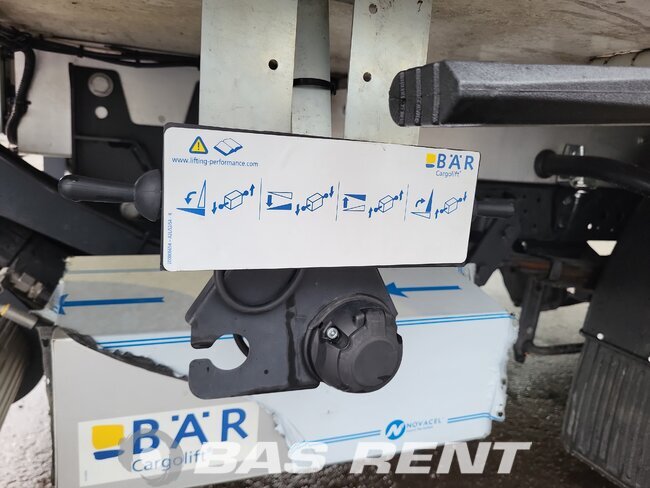 www.lifting-performance.com
BÄR
Cargolift
BÄR
Cargolift
NOVACEL
BAS RENT